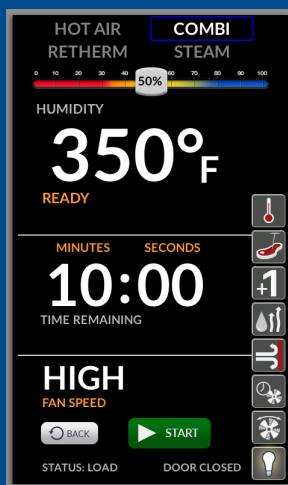 HOT AIR COMBI
RETHERM STEAM
0 10 20 30 40 50% 60 70 80 90 100
HUMIDITY
350°F
READY
MINUTES SECONDS
10:00
TIME REMAINING
+1
HIGH
FAN SPEED
BACK START
STATUS: LOAD DOOR CLOSED